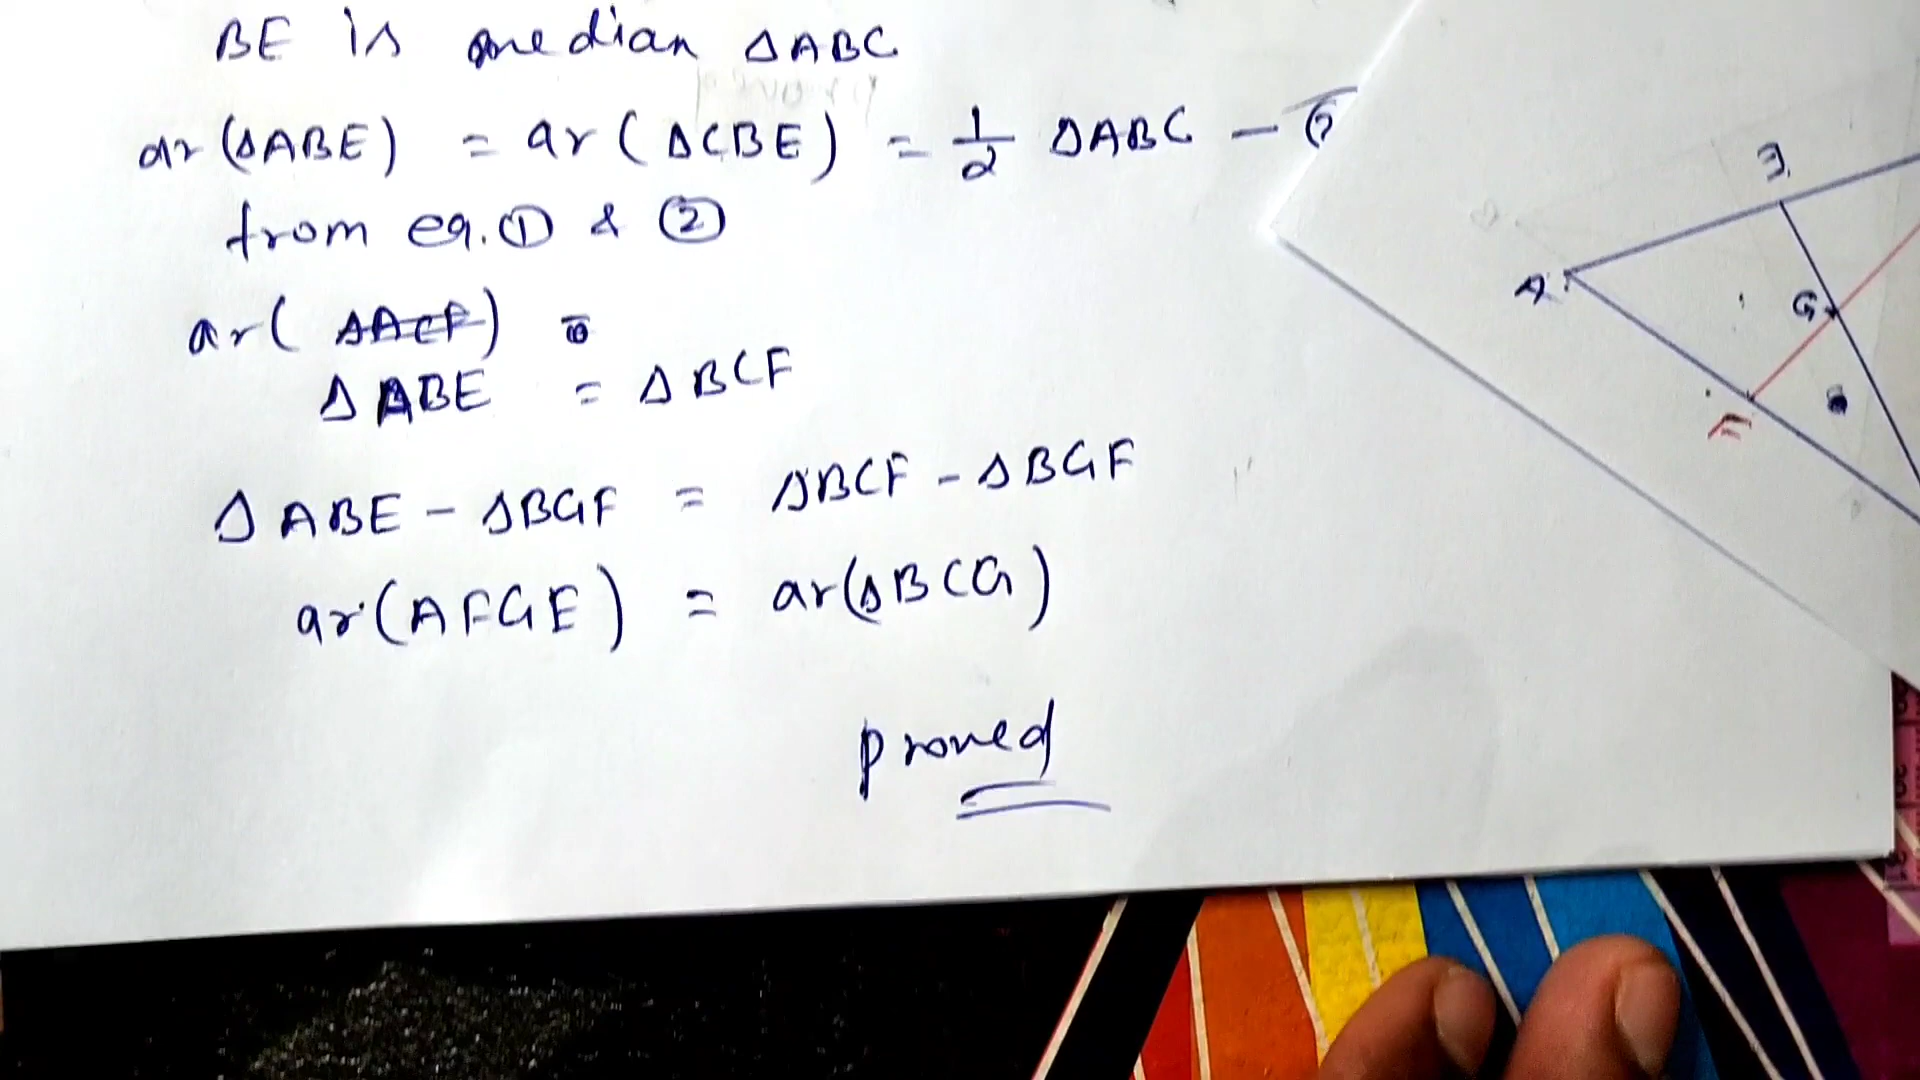 BE is median ΔABC
ar(ΔABE) = ar(ΔCBE) = 1/2 ΔABC -
from eq. ① & ②
ar( ΔACF) =
ΔABE = ΔBCF
ΔABE - ΔBGF = ΔBCF - ΔBGF
ar(AFGE) = ar(ΔBCG)
proved
A
G